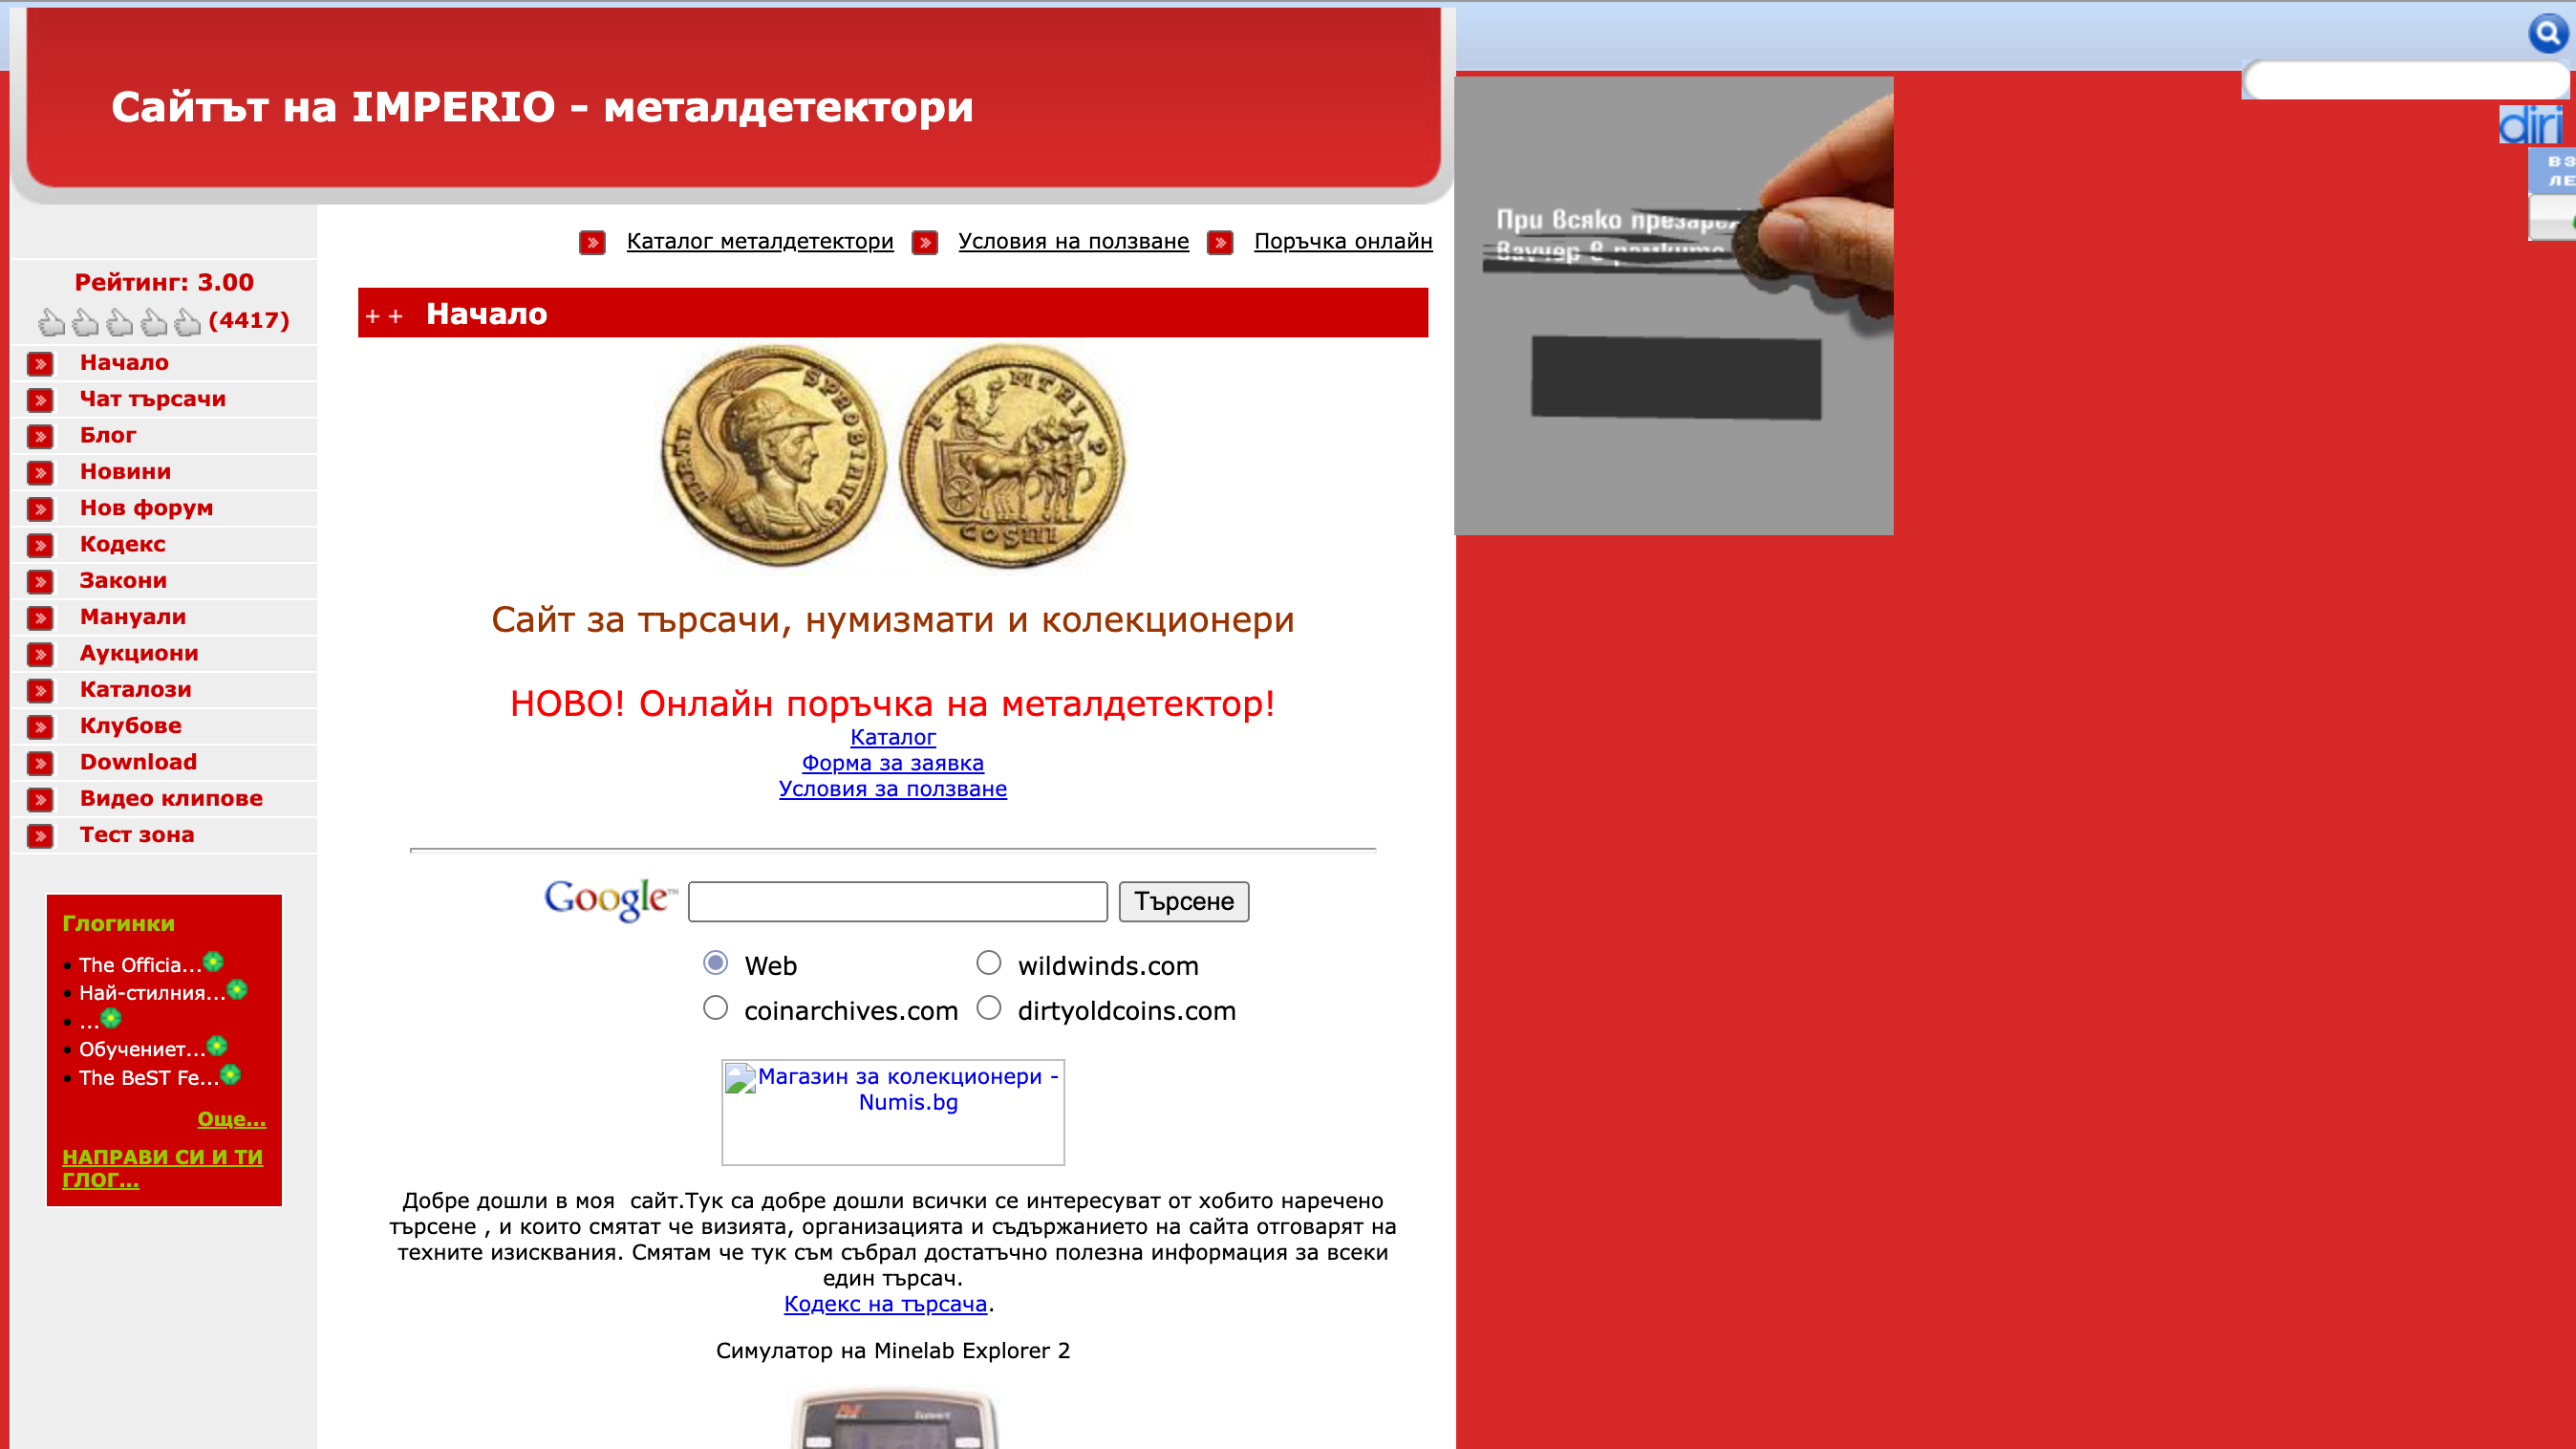 Сайтът на IMPERIO - металдетектори
diri
При всяко
Каталог металдетектори
Условия на ползване
Поръчка онлайн
Рейтинг: 3.00
(4417)
Начало
Чат търсачи
Блог
Новини
Нов форум
Кодекс
Закони
Мануали
Аукциони
Каталози
Клубове
Download
Видео клипове
Тест зона
Глогинки
• The Officia...
• Най-стилния...
• ...
• Обучениет...
• The BeST Fe...
Още...
НАПРАВИ СИ И ТИ
ГЛОГ...
+ + Начало
COSIII
Сайт за търсачи, нумизмати и колекционери
НОВО! Онлайн поръчка на металдетектор!
Каталог
Форма за заявка
Условия за ползване
Google™
Търсене
Web
wildwinds.com
coinarchives.com
dirtyoldcoins.com
Магазин за колекционери -
Numis.bg
Добре дошли в моя сайт.Тук са добре дошли всички се интересуват от хобито наречено
търсене , и които смятат че визията, организацията и съдържанието на сайта отговарят на
техните изисквания. Смятам че тук съм събрал достатъчно полезна информация за всеки
един търсач.
Кодекс на търсача.
Симулатор на Minelab Explorer 2